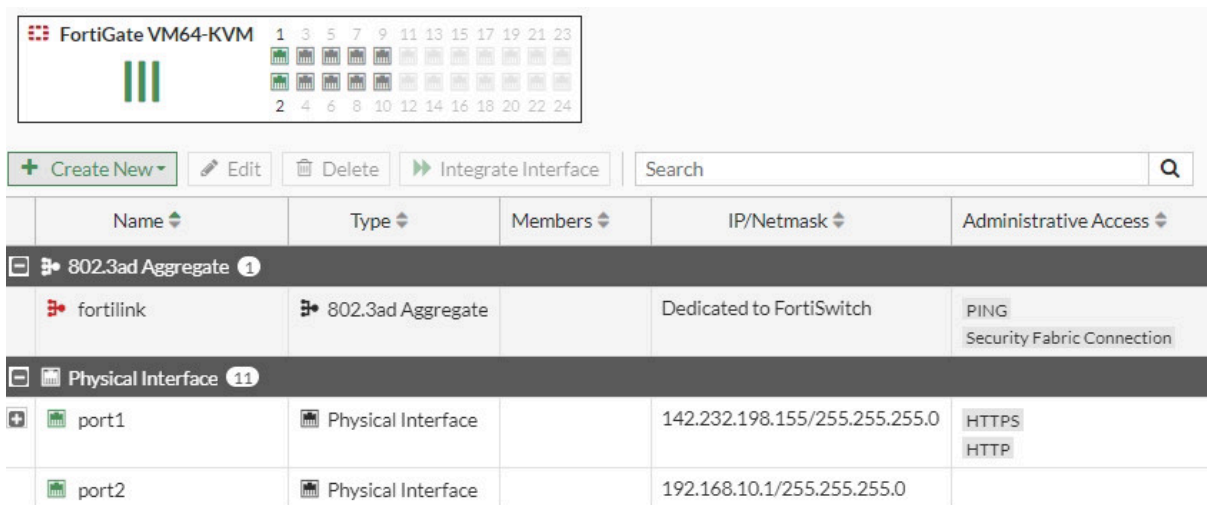 FortiGate VM64-KVM
1 3 5 7 9 11 13 15 17 19 21 23
2 4 6 8 10 12 14 16 18 20 22 24
Create New Edit Delete Integrate Interface Search
Name Type Members IP/Netmask Administrative Access
802.3ad Aggregate 1
fortilink 802.3ad Aggregate Dedicated to FortiSwitch PING
Security Fabric Connection
Physical Interface 11
port1 Physical Interface 142.232.198.155/255.255.255.0 HTTPS
HTTP
port2 Physical Interface 192.168.10.1/255.255.255.0